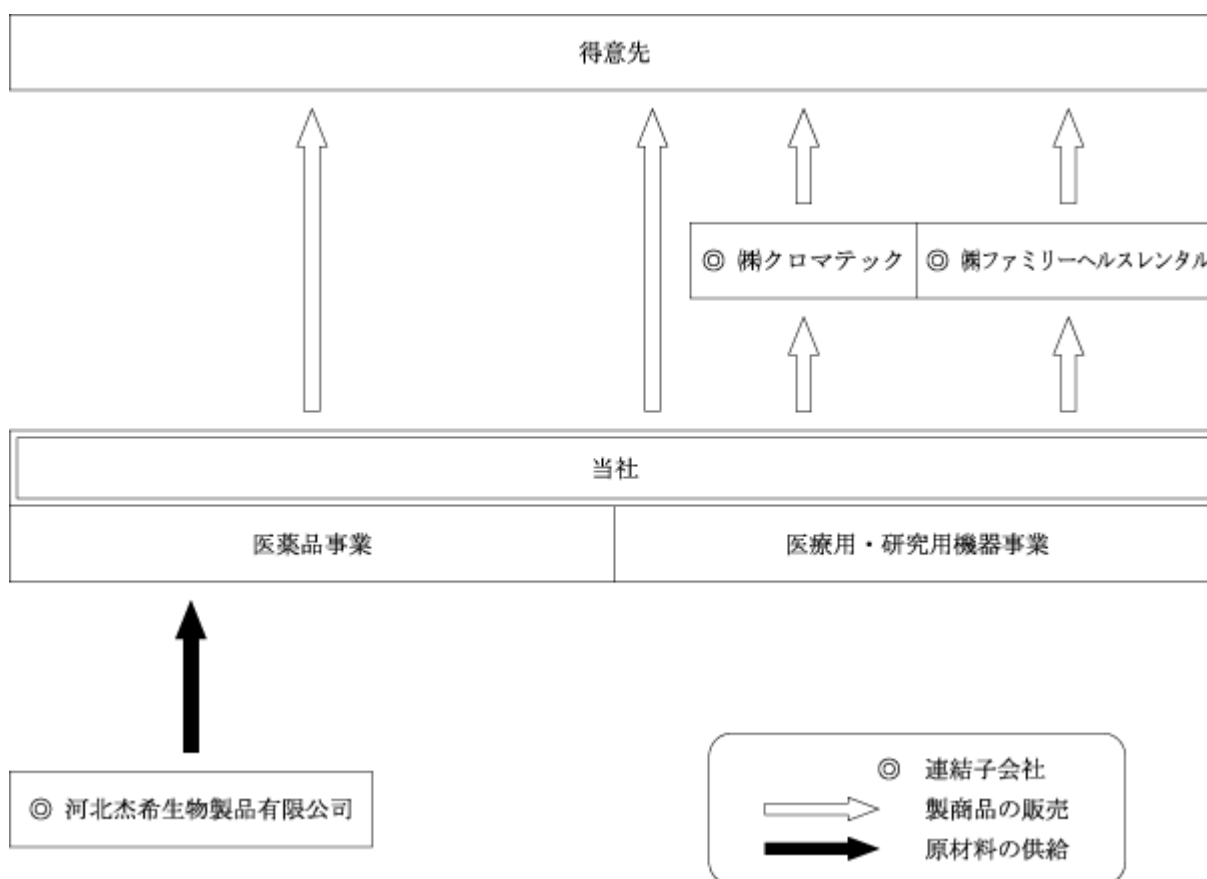 得意先
◎ ㈱クロマテック
◎ ㈱ファミリーヘルスレンタル
当社
医薬品事業
医療用・研究用機器事業
◎ 河北杰希生物製品有限公司
◎ 連結子会社
製商品の販売
原材料の供給